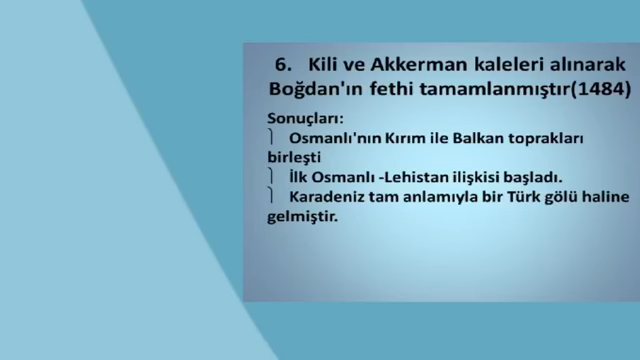 6. Kili ve Akkerman kaleleri alınarak
Boğdan'ın fethi tamamlanmıştır(1484)
Sonuçları:
⎫ Osmanlı'nın Kırım ile Balkan toprakları
birleşti
⎫ İlk Osmanlı -Lehistan ilişkisi başladı.
⎫ Karadeniz tam anlamıyla bir Türk gölü haline
gelmiştir.